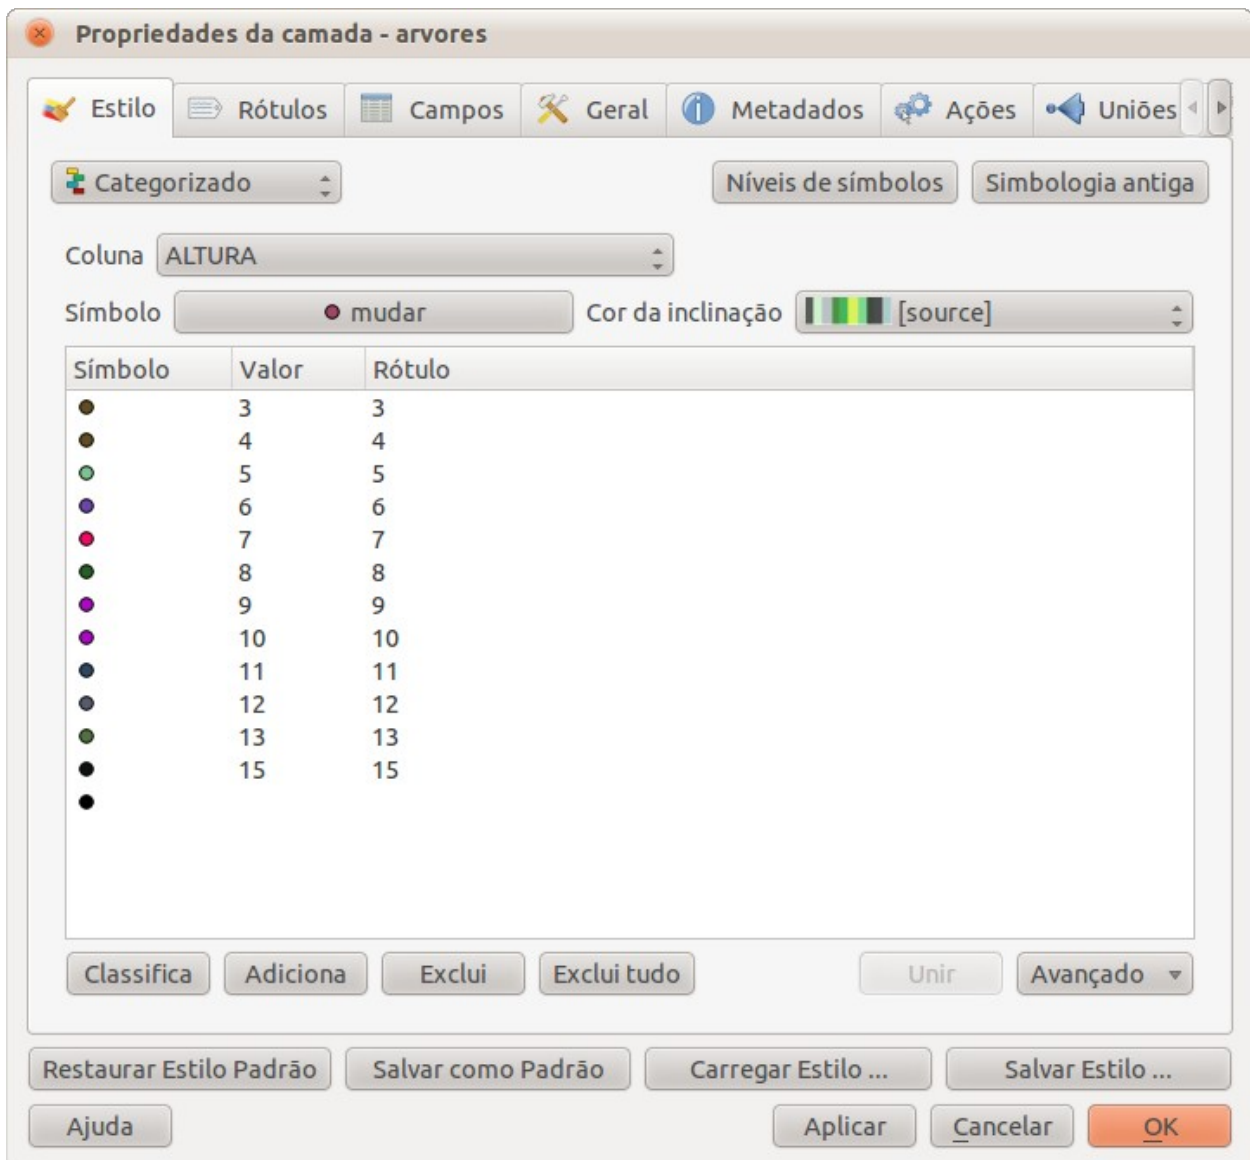 Propriedades da camada - arvores
Estilo Rótulos Campos Geral Metadados Ações Uniões
Categorizado Níveis de símbolos Simbologia antiga
Coluna ALTURA
Símbolo mudar Cor da inclinação [source]
Símbolo Valor Rótulo
3 3
4 4
5 5
6 6
7 7
8 8
9 9
10 10
11 11
12 12
13 13
15 15
Classifica Adiciona Exclui Exclui tudo Unir Avançado
Restaurar Estilo Padrão Salvar como Padrão Carregar Estilo ... Salvar Estilo ...
Ajuda Aplicar Cancelar OK